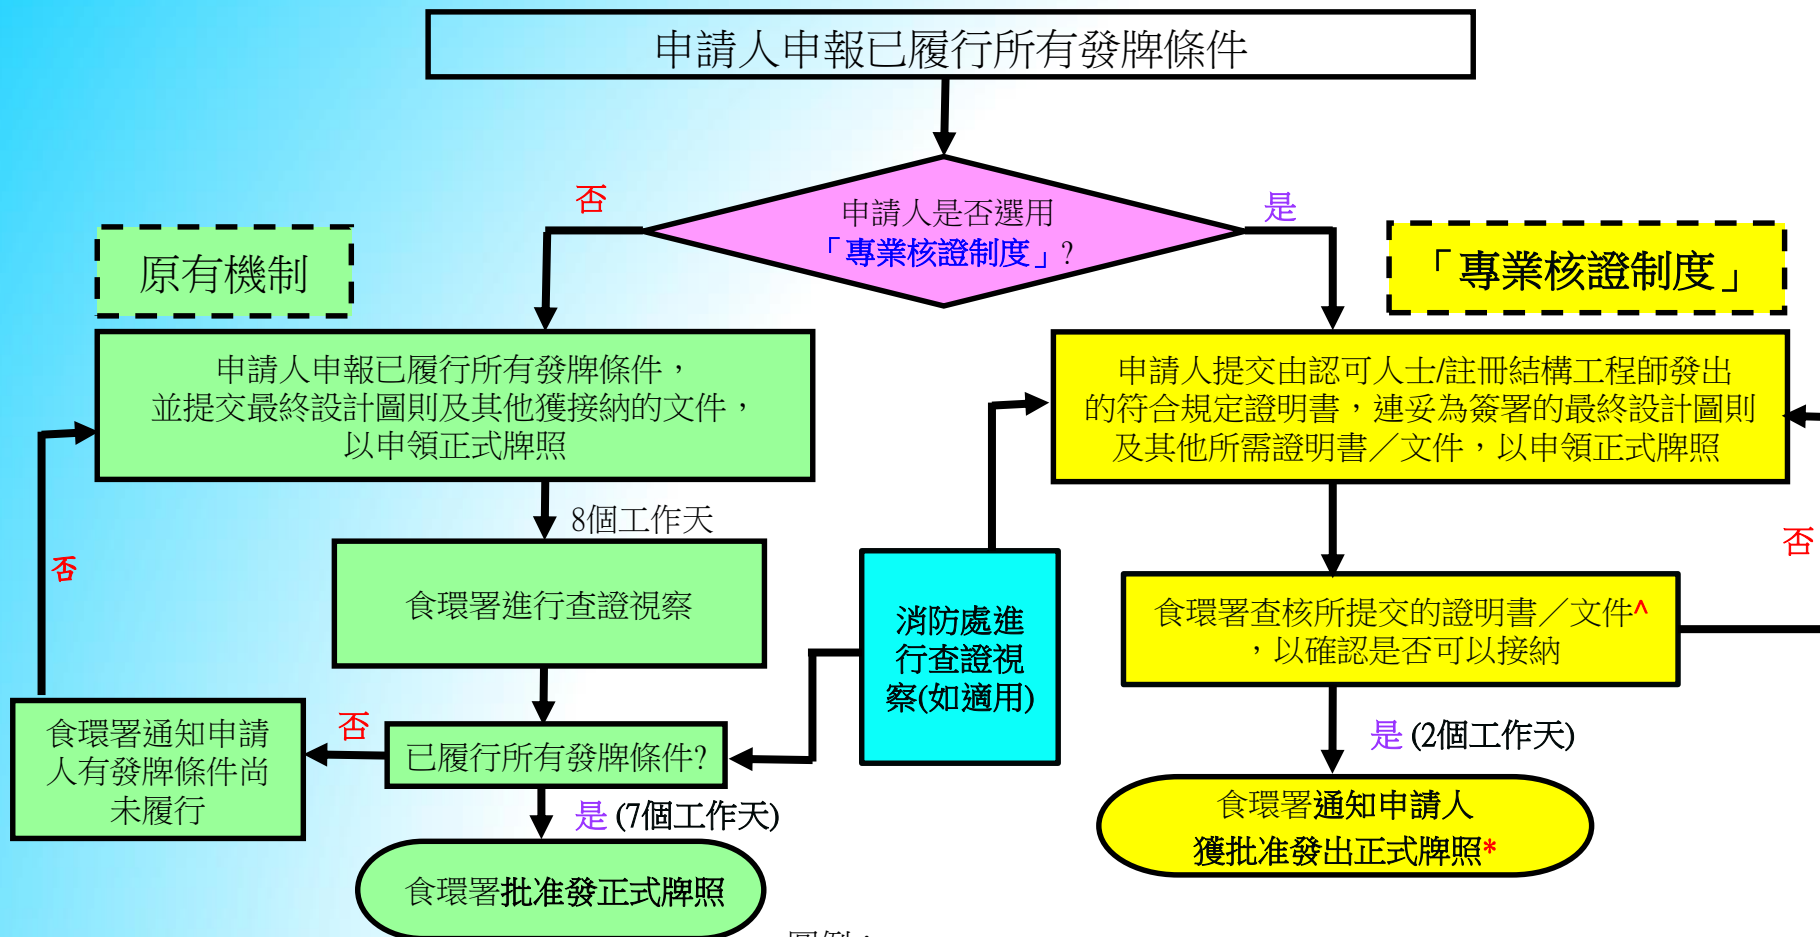 申請人申報已履行所有發牌條件
申請人是否選用
「專業核證制度」?
否
是
原有機制
「專業核證制度」
申請人申報已履行所有發牌條件，
並提交最終設計圖則及其他獲接納的文件，
以申領正式牌照
申請人提交由認可人士/註冊結構工程師發出
的符合規定證明書，連妥為簽署的最終設計圖則
及其他所需證明書／文件，以申領正式牌照
8個工作天
否
否
食環署進行查證視察
消防處進
行查證視
察(如適用)
食環署查核所提交的證明書／文件^
，以確認是否可以接納
食環署通知申請
人有發牌條件尚
未履行
否
已履行所有發牌條件?
是 (2個工作天)
是 (7個工作天)
食環署通知申請人
獲批准發出正式牌照*
食環署批准發正式牌照